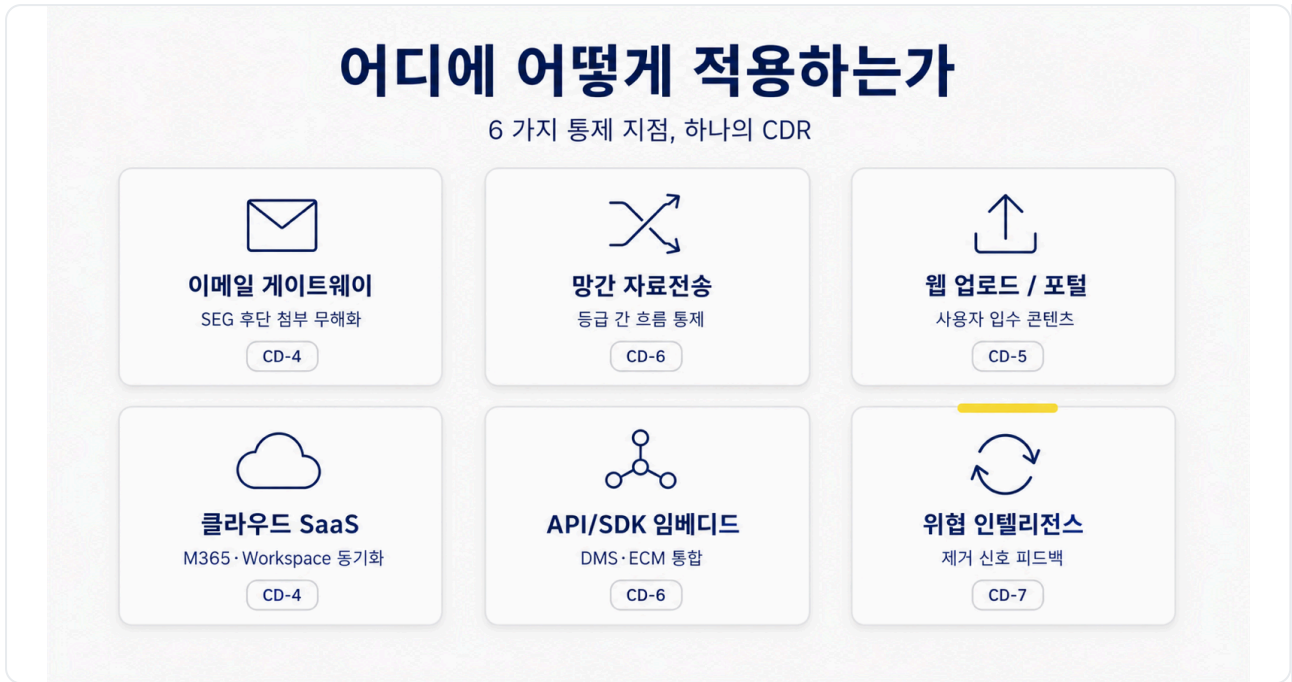 어디에 어떻게 적용하는가
6 가지 통제 지점, 하나의 CDR
이메일 게이트웨이
SEG 후단 첨부 무해화
CD-4
망간 자료전송
등급 간 흐름 통제
CD-6
웹 업로드 / 포털
사용자 입수 콘텐츠
CD-5
클라우드 SaaS
M365·Workspace 동기화
CD-4
API/SDK 임베디드
DMS·ECM 통합
CD-6
위협 인텔리전스
제거 신호 피드백
CD-7